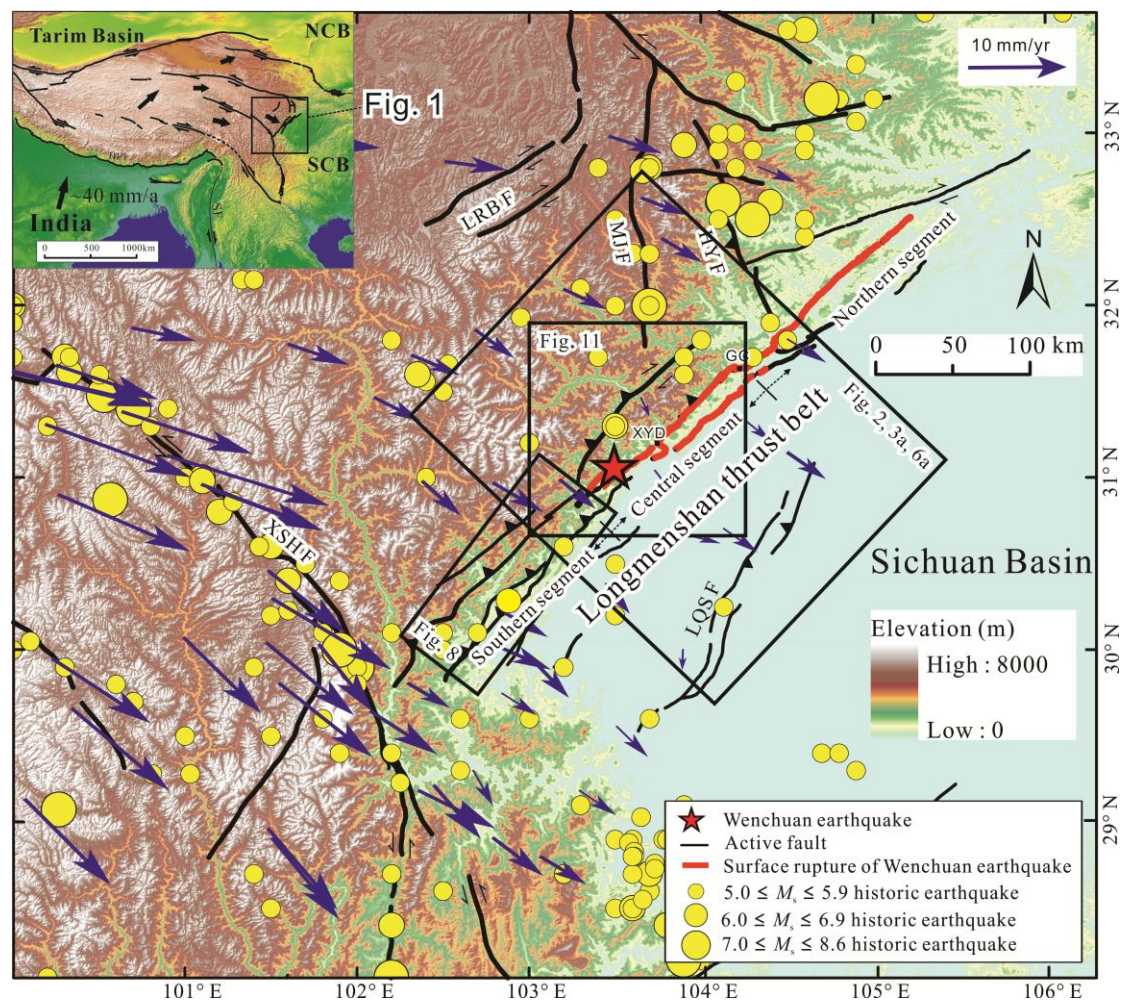 Tarim Basin
NCB
SCB
~40 mm/a
India
0 500 1000km
Fig. 1
10 mm/yr
33° N
32° N
31° N
30° N
29° N
LRBF
MJF
HYF
Northern segment
N
0 50 100 km
Fig. 11
GC
XYD
Central segment
Longmenshan thrust belt
Fig. 2, 3a, 6a
XSHF
Southern segment
Fig. 8
LQSF
Sichuan Basin
Elevation (m)
High : 8000
Low : 0
Wenchuan earthquake
Active fault
Surface rupture of Wenchuan earthquake
5.0 ≤ Ms ≤ 5.9 historic earthquake
6.0 ≤ Ms ≤ 6.9 historic earthquake
7.0 ≤ Ms ≤ 8.6 historic earthquake
101° E
102° E
103° E
104° E
105° E
106° E